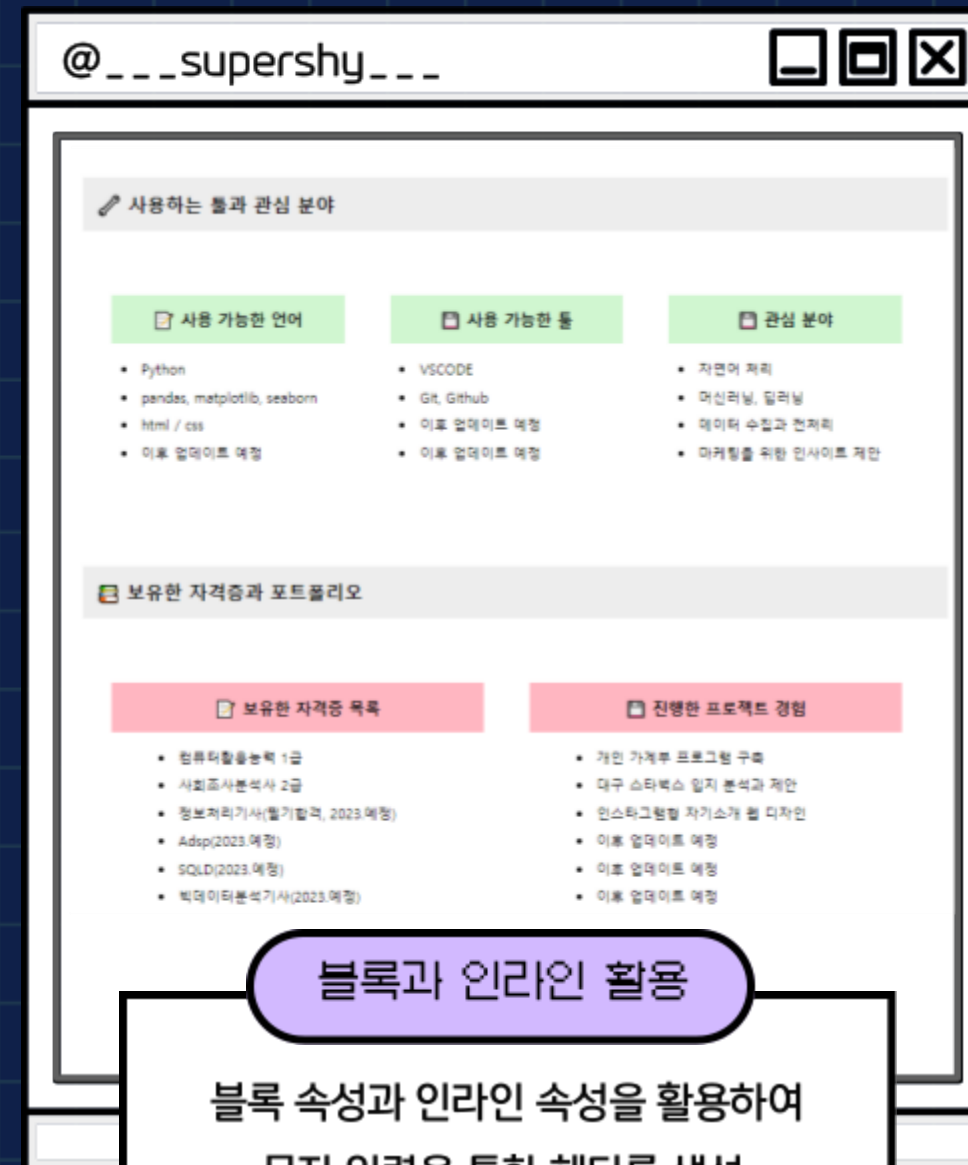 @___supershy___
사용하는 툴과 관심 분야
사용 가능한 언어
Python
pandas, matplotlib, seaborn
html / css
이후 업데이트 예정
사용 가능한 툴
VSCODE
Git, Github
이후 업데이트 예정
이후 업데이트 예정
관심 분야
자연어 처리
머신러닝, 딥러닝
데이터 수집과 전처리
마케팅을 위한 인사이트 제안
보유한 자격증과 포트폴리오
보유한 자격증 목록
컴퓨터활용능력 1급
사회조사분석사 2급
정보처리기사(필기합격, 2023.예정)
Adsp(2023.예정)
SQLD(2023.예정)
빅데이터분석기사(2023.예정)
진행한 프로젝트 경험
개인 가계부 프로그램 구축
대구 스타벅스 입지 분석과 제안
인스타그램형 자기소개 웹 디자인
이후 업데이트 예정
이후 업데이트 예정
이후 업데이트 예정
블록과 인라인 활용
블록 속성과 인라인 속성을 활용하여